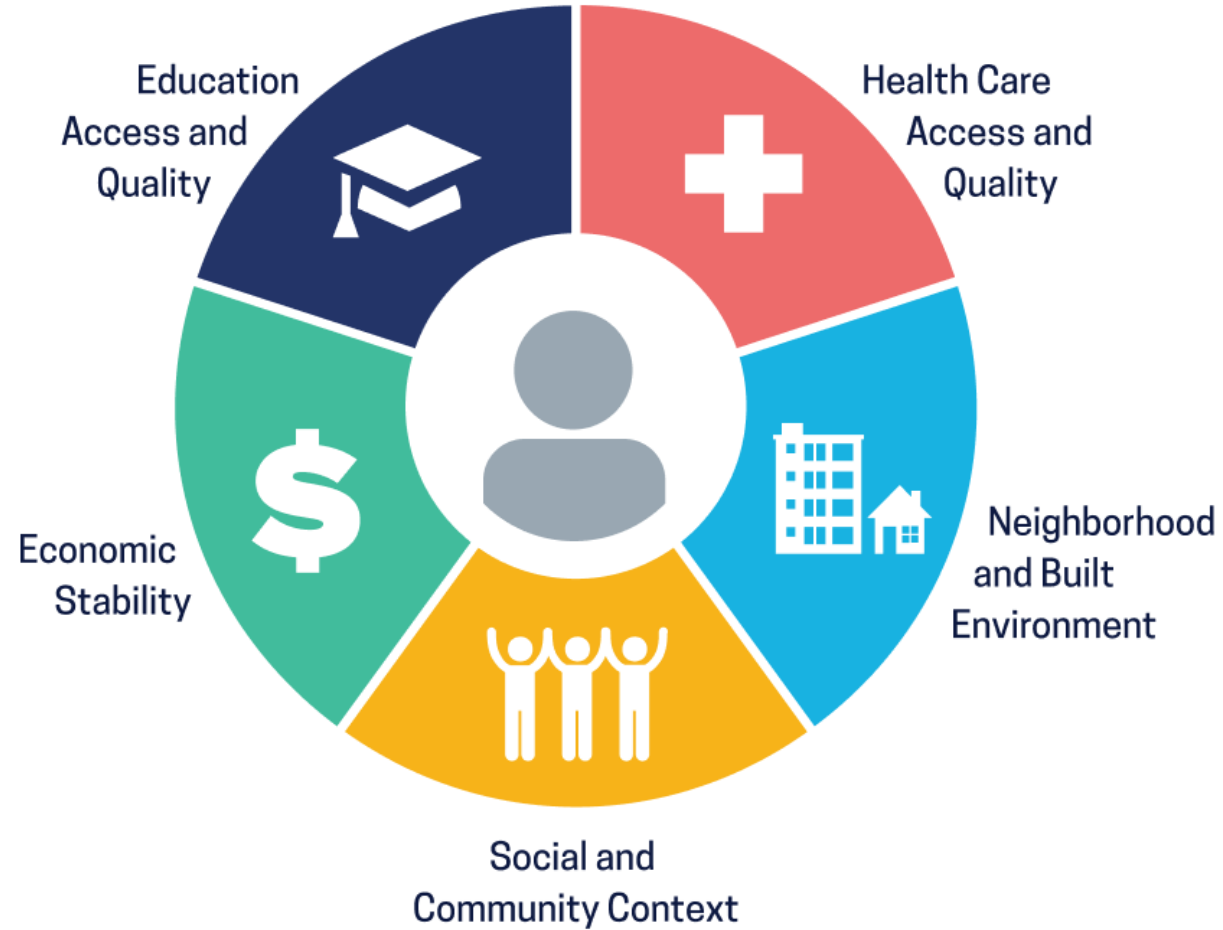 Education
Access and
Quality
Health Care
Access and
Quality
Economic
Stability
Neighborhood
and Built
Environment
Social and
Community Context